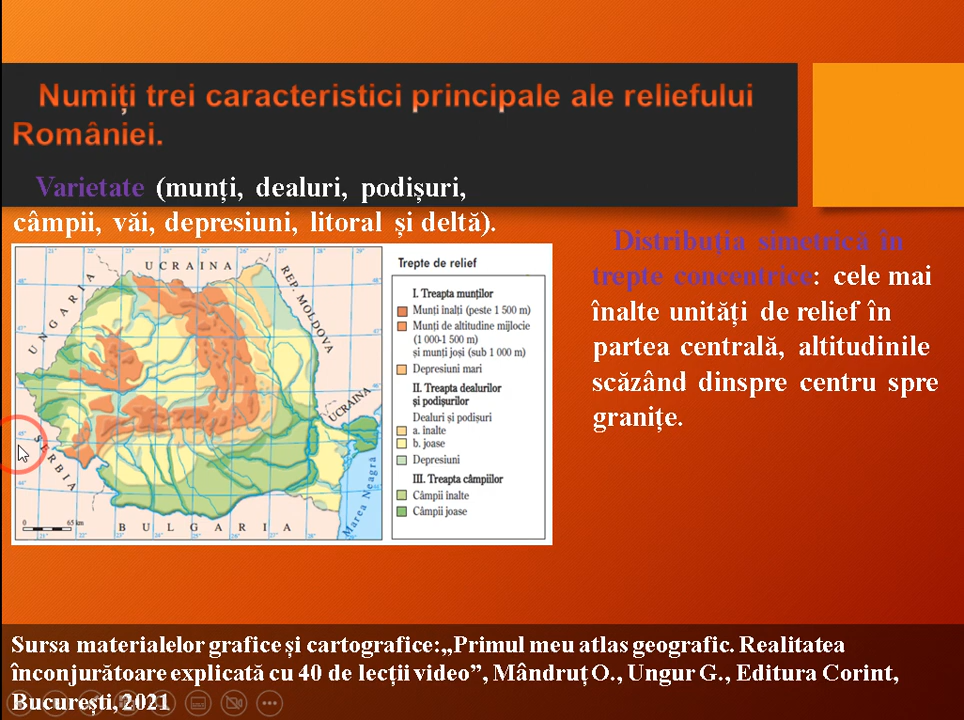 Numiți trei caracteristici principale ale reliefului
României.
Varietate (munți, dealuri, podișuri,
câmpii, văi, depresiuni, litoral și deltă).
Distribuția simetrică în
trepte concentrice: cele mai
înalte unități de relief în
partea centrală, altitudinile
scăzând dinspre centru spre
granițe.
UCRAINA
REP. MOLDOVA
UNGARIA
UCRAINA
SERBIA
Marea Neagră
BULGARIA
0 65 km
Trepte de relief
I. Treapta munților
Munți înalți (peste 1 500 m)
Munți de altitudine mijlocie
(1 000-1 500 m)
și munți joși (sub 1 000 m)
Depresiuni mari
II. Treapta dealurilor
și podișurilor
Dealuri și podișuri
a. înalte
b. joase
Depresiuni
III. Treapta câmpiilor
Câmpii înalte
Câmpii joase
Sursa materialelor grafice și cartografice:„Primul meu atlas geografic. Realitatea
înconjurătoare explicată cu 40 de lecții video”, Mândruț O., Ungur G., Editura Corint,
București, 2021